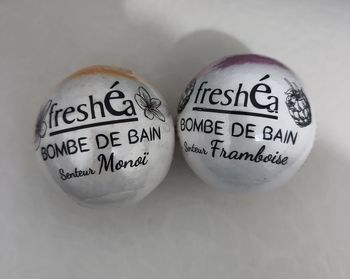 freshéa
BOMBE DE BAIN
Senteur Monoï
freshéa
BOMBE DE BAIN
Senteur Framboise